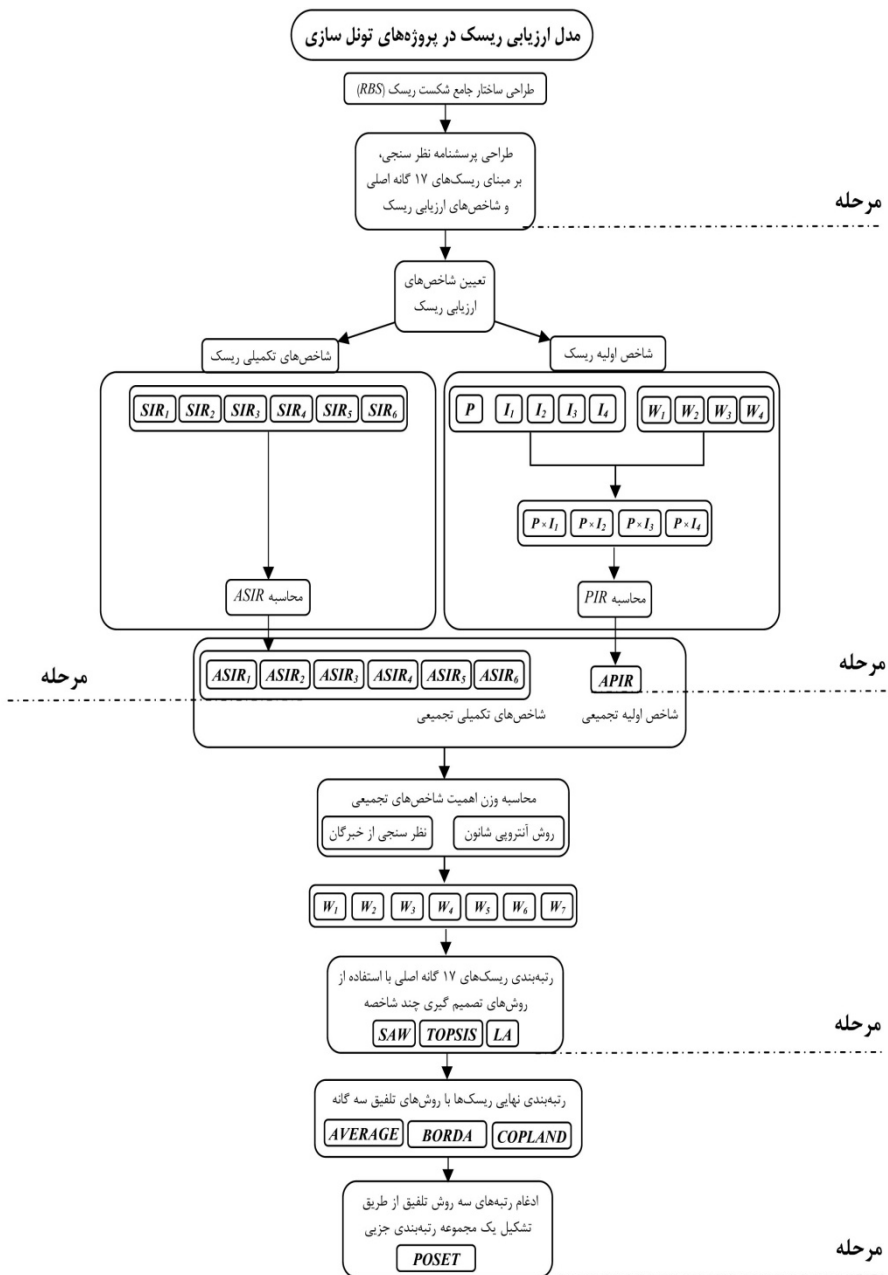 مدل ارزیابی ریسک در پروژه‌های تونل سازی
طراحی ساختار جامع شکست ریسک (RBS)
طراحی پرسشنامه نظر سنجی،
بر مبنای ریسک‌های ۱۷ گانه اصلی
و شاخص‌های ارزیابی ریسک
مرحله
تعیین شاخص‌های
ارزیابی ریسک
شاخص اولیه ریسک
شاخص‌های تکمیلی ریسک
P I1 I2 I3 I4
W1 W2 W3 W4
SIR1 SIR2 SIR3 SIR4 SIR5 SIR6
P×I1 P×I2 P×I3 P×I4
محاسبه PIR
محاسبه ASIR
مرحله
مرحله
APIR
ASIR1 ASIR2 ASIR3 ASIR4 ASIR5 ASIR6
شاخص اولیه تجمیعی
شاخص‌های تکمیلی تجمیعی
محاسبه وزن اهمیت شاخص‌های تجمیعی
روش آنتروپی شانون
نظر سنجی از خبرگان
W1 W2 W3 W4 W5 W6 W7
رتبه‌بندی ریسک‌های ۱۷ گانه اصلی با استفاده از
روش‌های تصمیم گیری چند شاخصه
SAW TOPSIS LA
مرحله
رتبه‌بندی نهایی ریسک‌ها با روش‌های تلفیق سه گانه
AVERAGE BORDA COPLAND
ادغام رتبه‌های سه روش تلفیق از طریق
تشکیل یک مجموعه رتبه‌بندی جزیی
POSET
مرحله